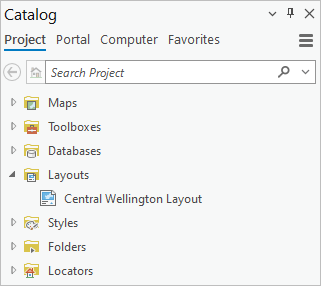 Catalog
Project Portal Computer Favorites
Search Project
Maps
Toolboxes
Databases
Layouts
Central Wellington Layout
Styles
Folders
Locators